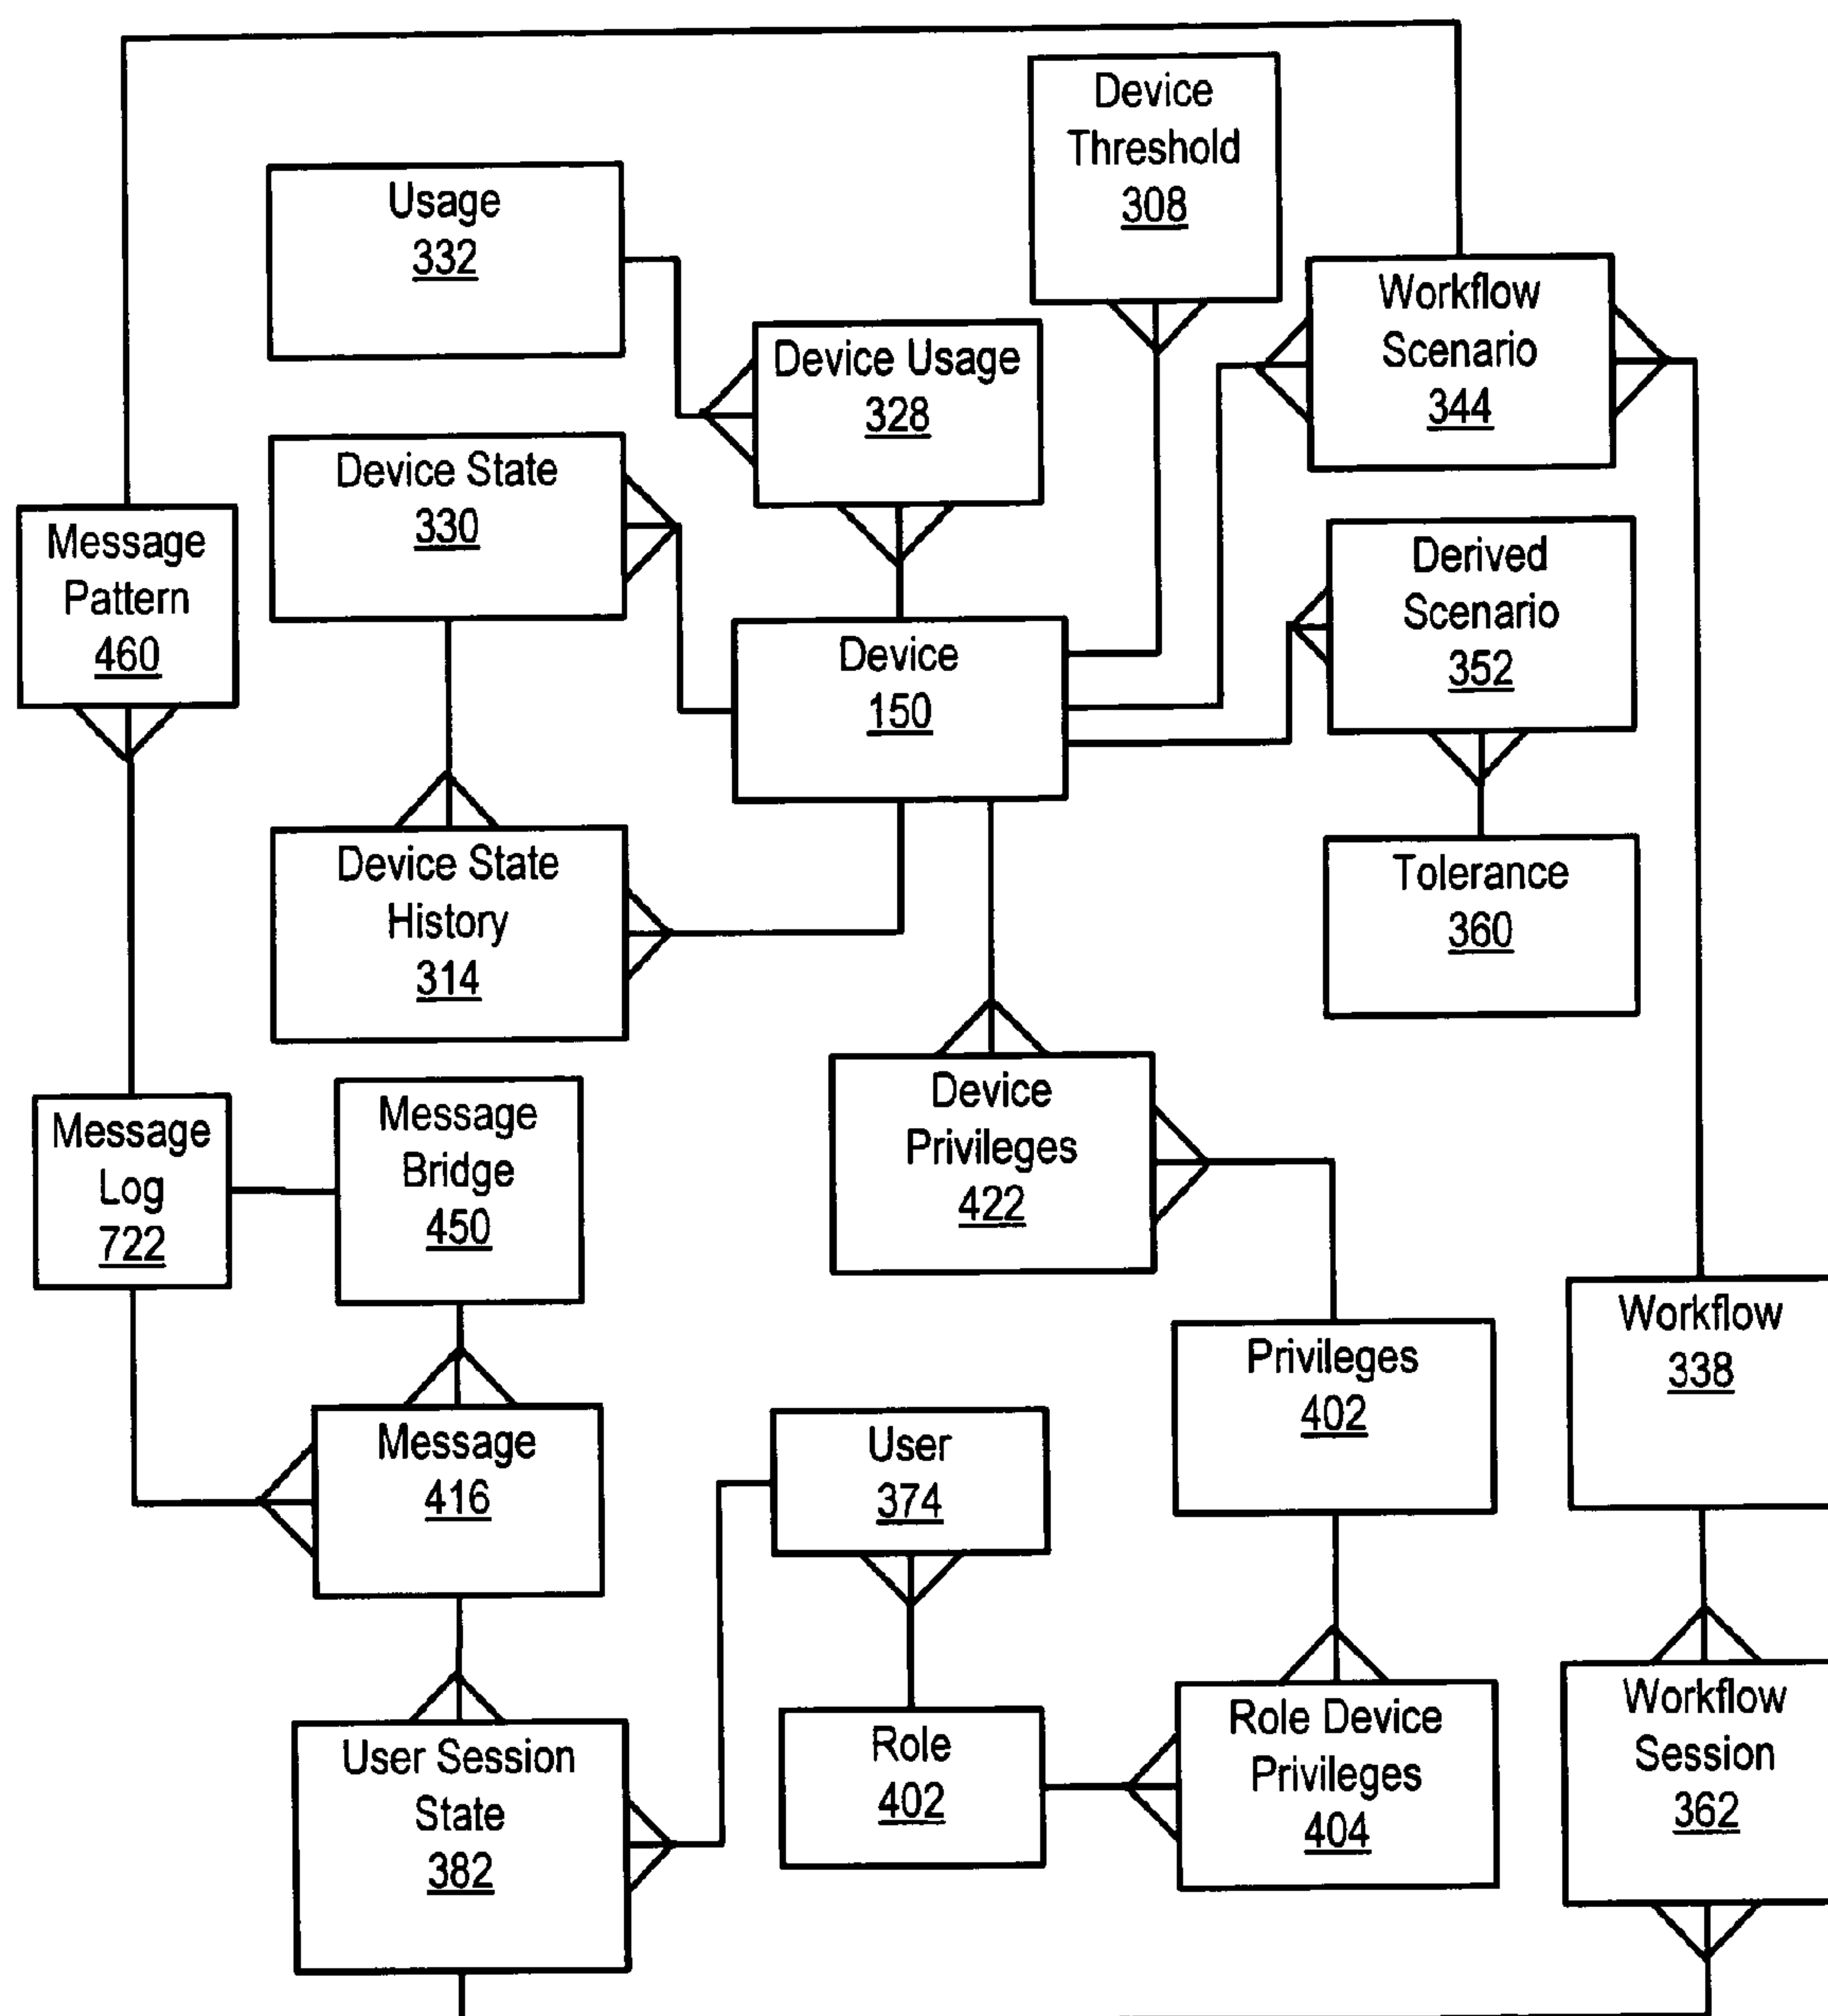 Device
Threshold
308
Usage
332
Workflow
Scenario
344
Device Usage
328
Device State
330
Message
Pattern
460
Derived
Scenario
352
Device
150
Tolerance
360
Device State
History
314
Device
Privileges
422
Message
Log
722
Message
Bridge
450
Workflow
338
Privileges
402
Message
416
User
374
Role Device
Privileges
404
Workflow
Session
362
Role
402
User Session
State
382